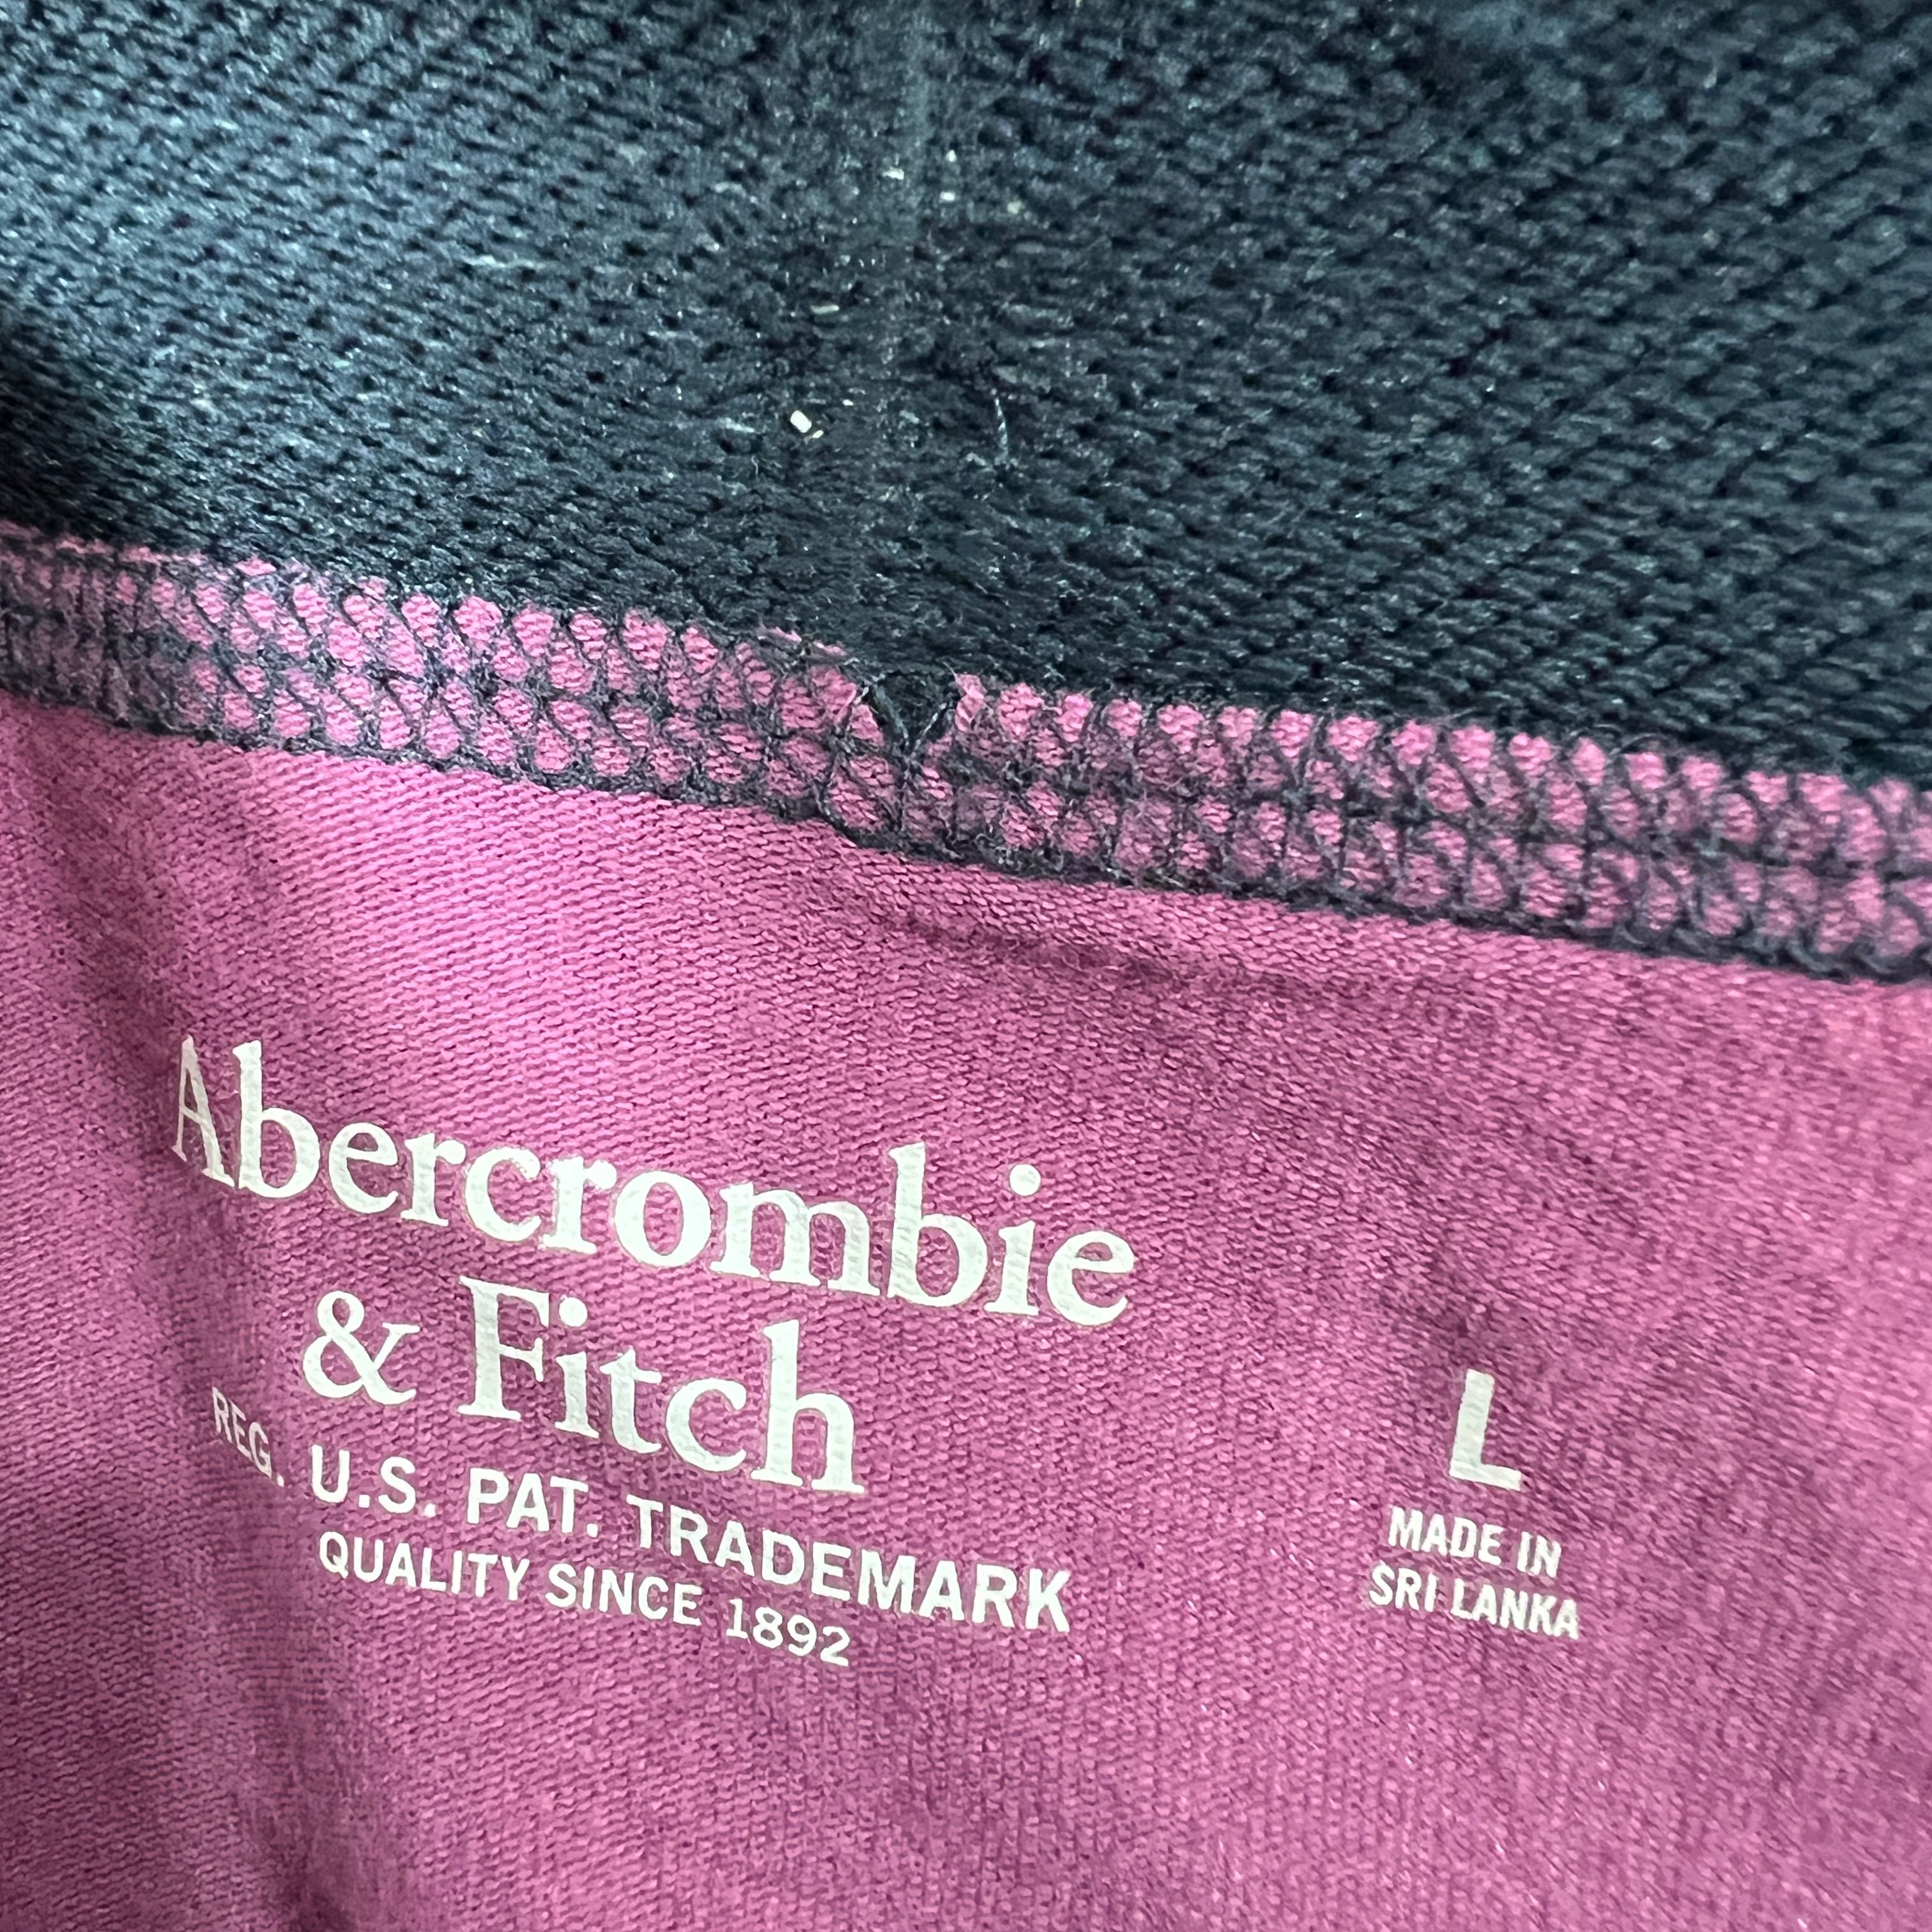 Abercrombie
& Fitch
REG. U.S. PAT. TRADEMARK
QUALITY SINCE 1892
L
MADE IN
SRI LANKA